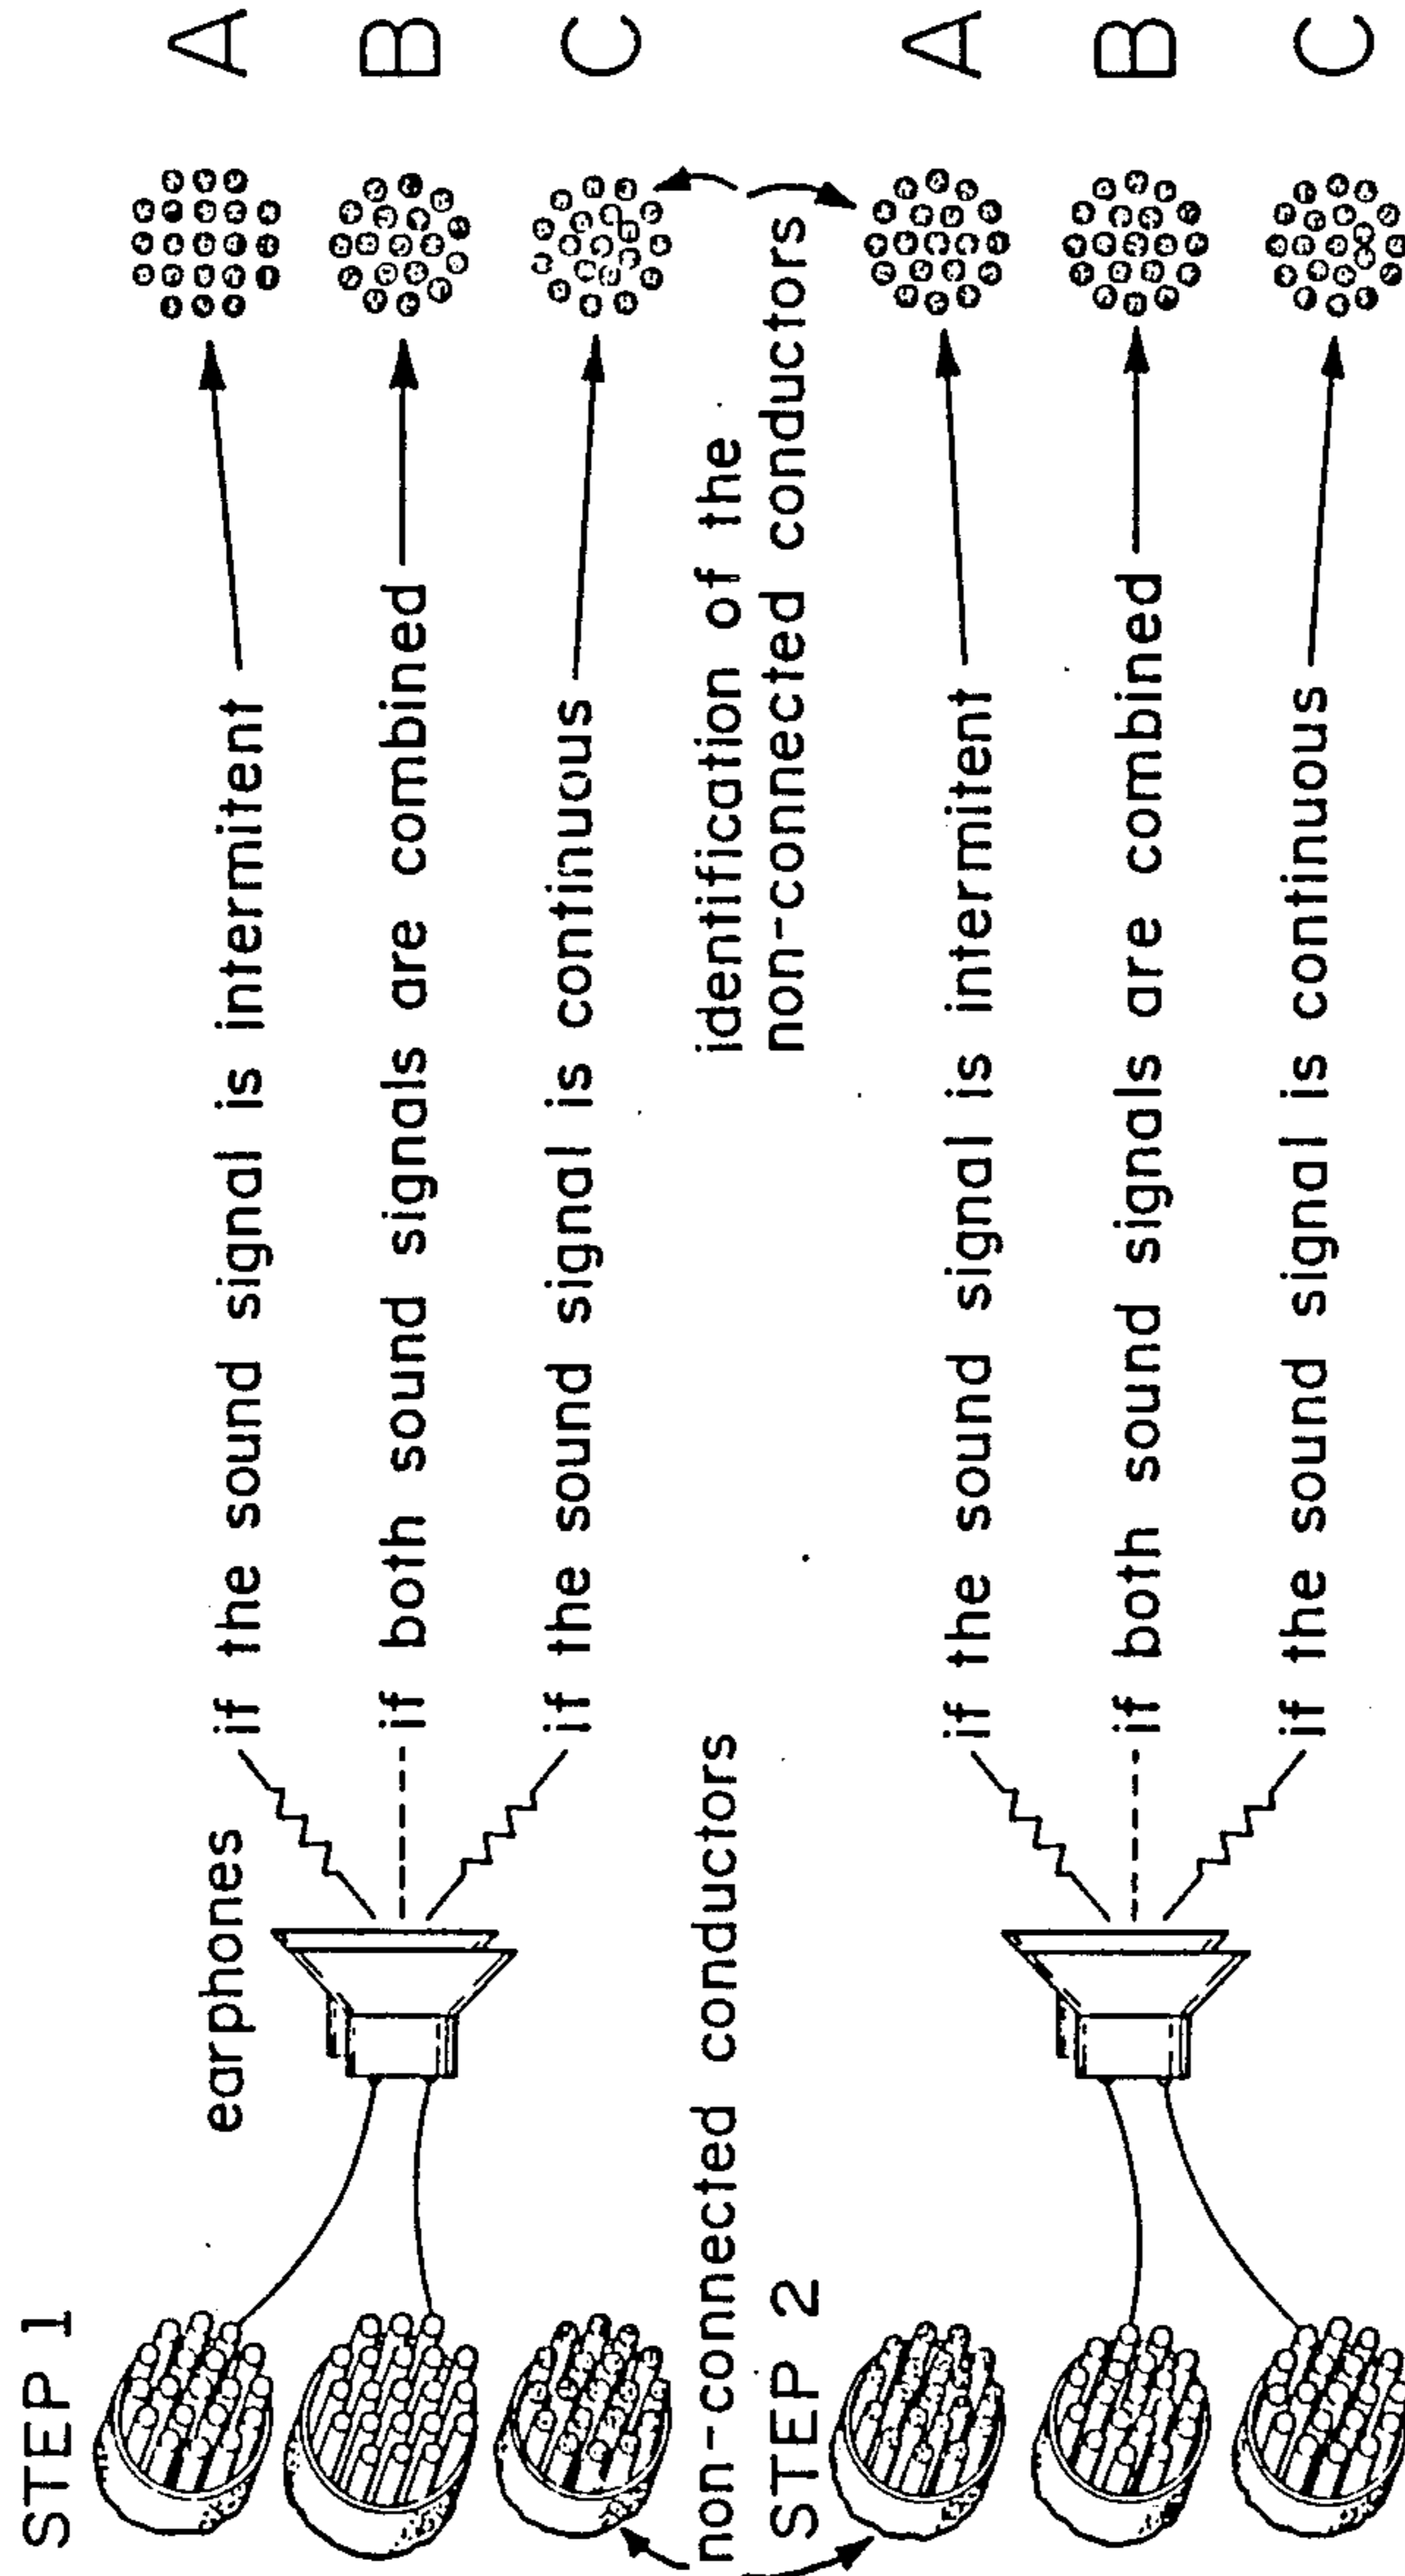 STEP 1
earphones
if the sound signal is intermitent
A
if both sound signals are combined
B
if the sound signal is continuous
C
non-connected conductors
identification of the
non-connected conductors
STEP 2
if the sound signal is intermitent
A
if both sound signals are combined
B
if the sound signal is continuous
C